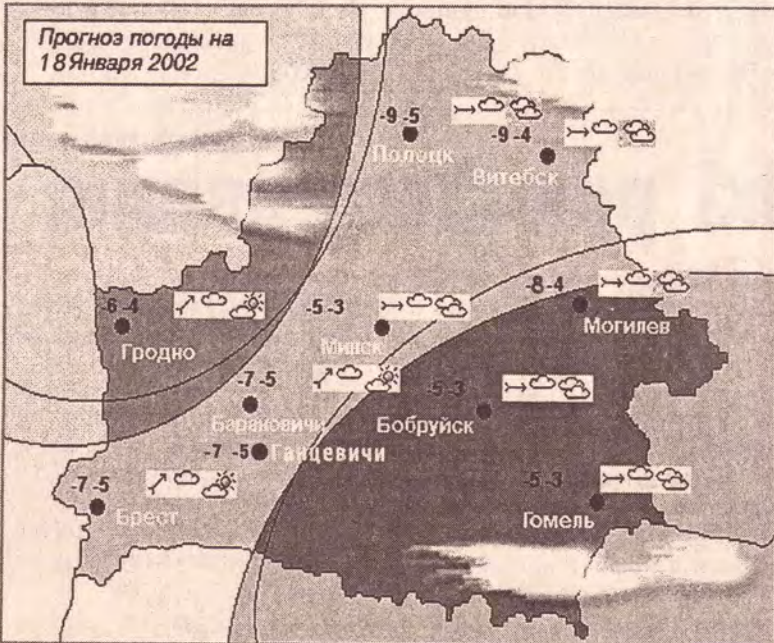 Прогноз погоды на
18 Января 2002
-9 -5
Полоцк
-9 -4
Витебск
-8 -4
Могилев
-6 -4
Гродно
-5 -3
Минск
-7 -5
Барановичи
-5 -3
Бобруйск
-7 -5
Ганцевичи
-7 -5
Брест
-5 -3
Гомель